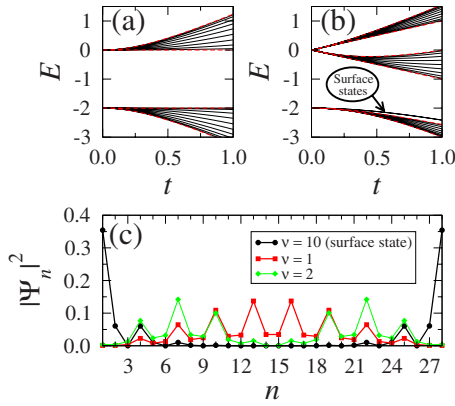 (a) (b)
E E
1 1
0 0
-1 -1
-2 -2
-3 -3
Surface
states
0.0 0.5 1.0 0.0 0.5 1.0
t t
(c)
|Ψn|²
0.4
0.3
0.2
0.1
0.0
ν = 10 (surface state)
ν = 1
ν = 2
3 6 9 12 15 18 21 24 27
n